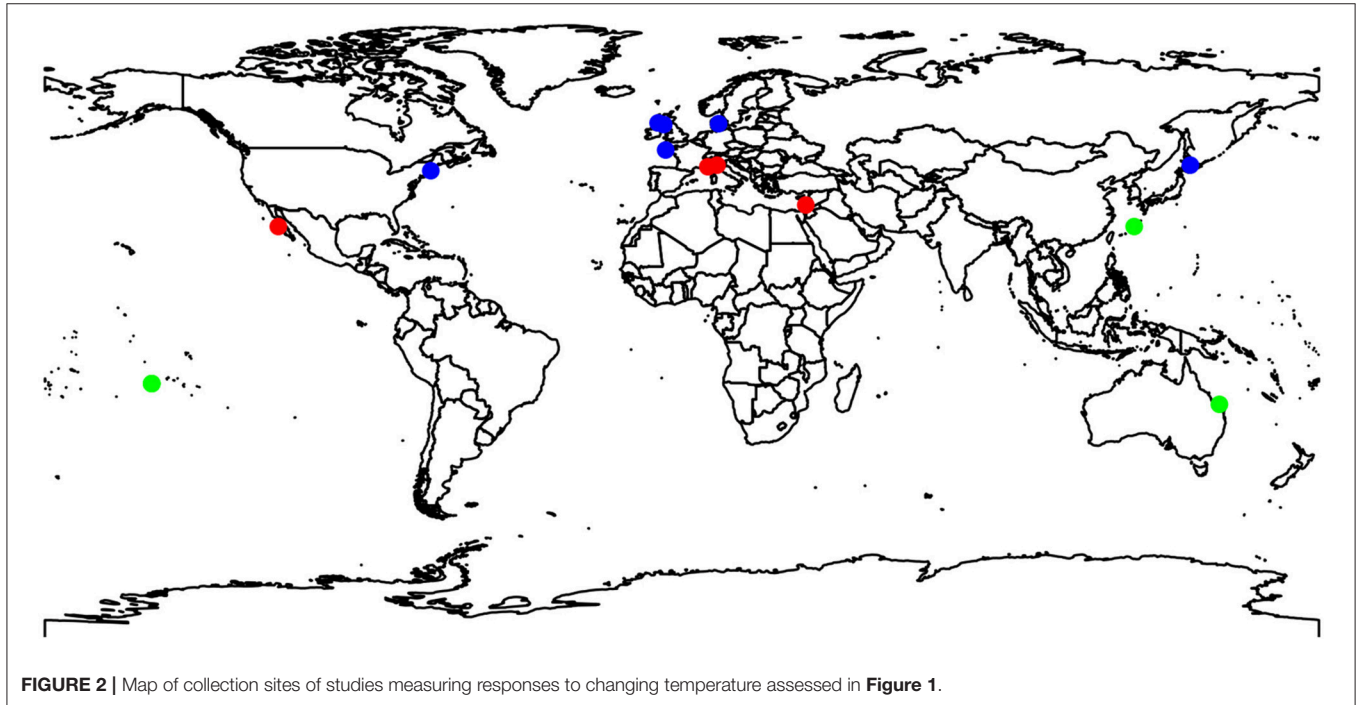 FIGURE 2 | Map of collection sites of studies measuring responses to changing temperature assessed in Figure 1.